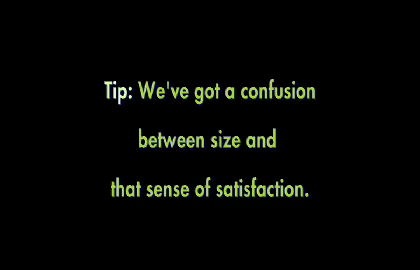 Tip: We've got a confusion
between size and
that sense of satisfaction.